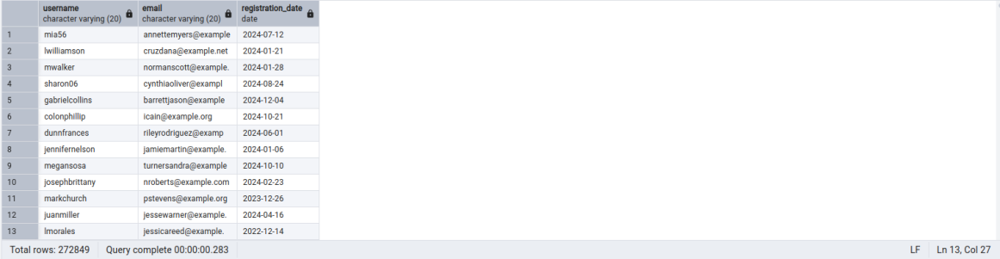 username email registration_date
character varying (20) character varying (20) date
1 mia56 annettemyers@example 2024-07-12
2 lwilliamson cruzdana@example.net 2024-01-21
3 mwalker normanscott@example. 2024-01-28
4 sharon06 cynthiaoliver@exampl 2024-08-24
5 gabrielcollins barrettjason@example 2024-12-04
6 colonphillip icain@example.org 2024-10-21
7 dunnfrances rileyrodriguez@examp 2024-06-01
8 jennifernelson jamiemartin@example. 2024-01-06
9 megansosa turnersandra@example 2024-10-10
10 josephbrittany nroberts@example.com 2024-02-23
11 markchurch pstevens@example.org 2023-12-26
12 juanmiller jessewarner@example. 2024-04-16
13 lmorales jessicareed@example. 2022-12-14
Total rows: 272849 Query complete 00:00:00.283 LF Ln 13, Col 27